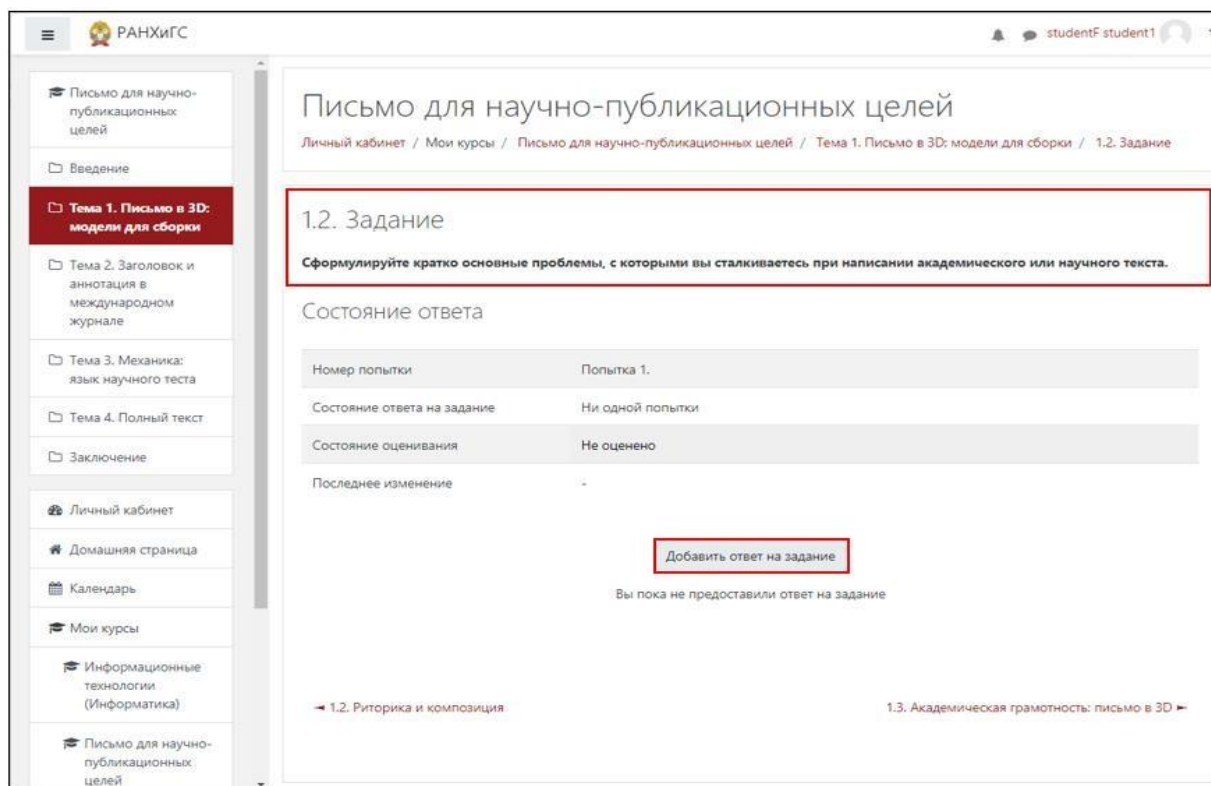 РАНХиГС
studentF student1
Письмо для научно-
публикационных
целей
Введение
Тема 1. Письмо в 3D:
модели для сборки
Тема 2. Заголовок и
аннотация в
международном
журнале
Тема 3. Механика:
язык научного теста
Тема 4. Полный текст
Заключение
Личный кабинет
Домашняя страница
Календарь
Мои курсы
Информационные
технологии
(Информатика)
Письмо для научно-
публикационных
целей
Письмо для научно-публикационных целей
Личный кабинет / Мои курсы / Письмо для научно-публикационных целей / Тема 1. Письмо в 3D: модели для сборки / 1.2. Задание
1.2. Задание
Сформулируйте кратко основные проблемы, с которыми вы сталкиваетесь при написании академического или научного текста.
Состояние ответа
Номер попытки Попытка 1.
Состояние ответа на задание Ни одной попытки
Состояние оценивания Не оценено
Последнее изменение -
Добавить ответ на задание
Вы пока не предоставили ответ на задание
◄ 1.2. Риторика и композиция
1.3. Академическая грамотность: письмо в 3D ►